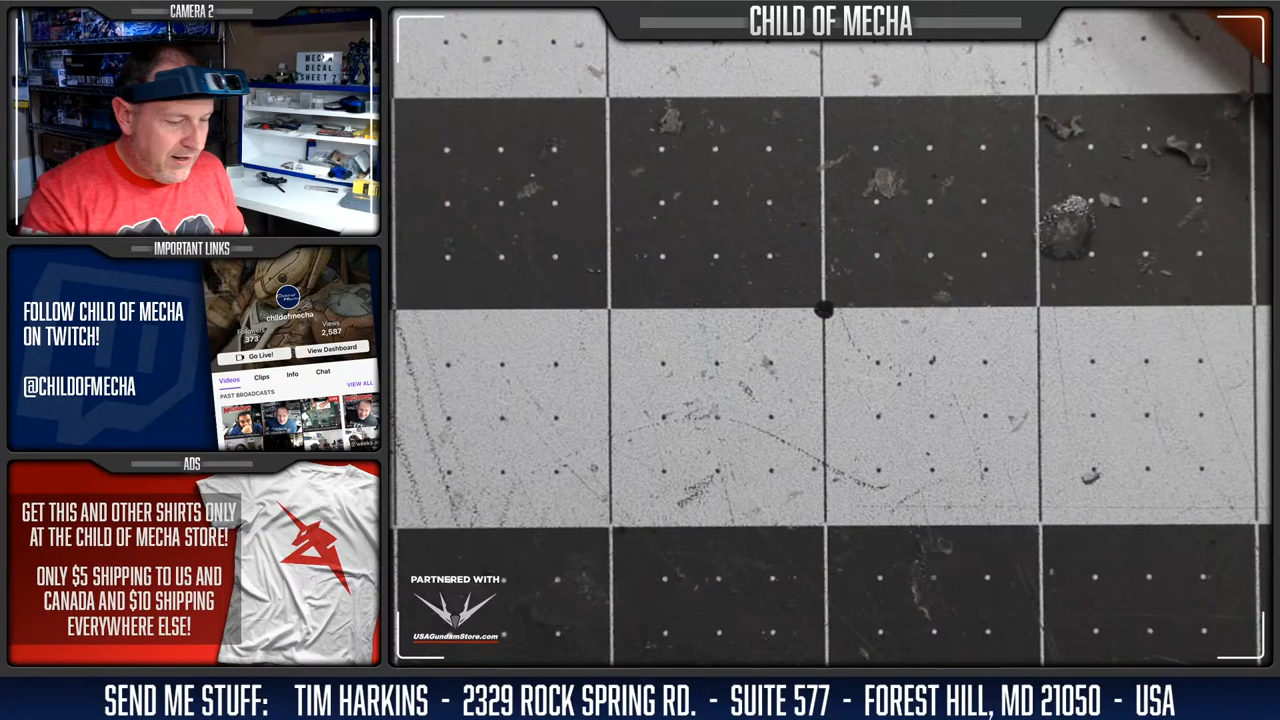 CAMERA 2
CHILD OF MECHA
MECHA
DECAL
SHEET ?
IMPORTANT LINKS
FOLLOW CHILD OF MECHA
ON TWITCH!
@CHILDOFMECHA
childofmecha
Followers
373
Views
2,587
Go Live!
View Dashboard
Videos
Clips
Info
Chat
PAST BROADCASTS
VIEW ALL
ADS
GET THIS AND OTHER SHIRTS ONLY
AT THE CHILD OF MECHA STORE!
ONLY $5 SHIPPING TO US AND
CANADA AND $10 SHIPPING
EVERYWHERE ELSE!
PARTNERED WITH
USAGundamStore.com
SEND ME STUFF: TIM HARKINS - 2329 ROCK SPRING RD. - SUITE 577 - FOREST HILL, MD 21050 - USA